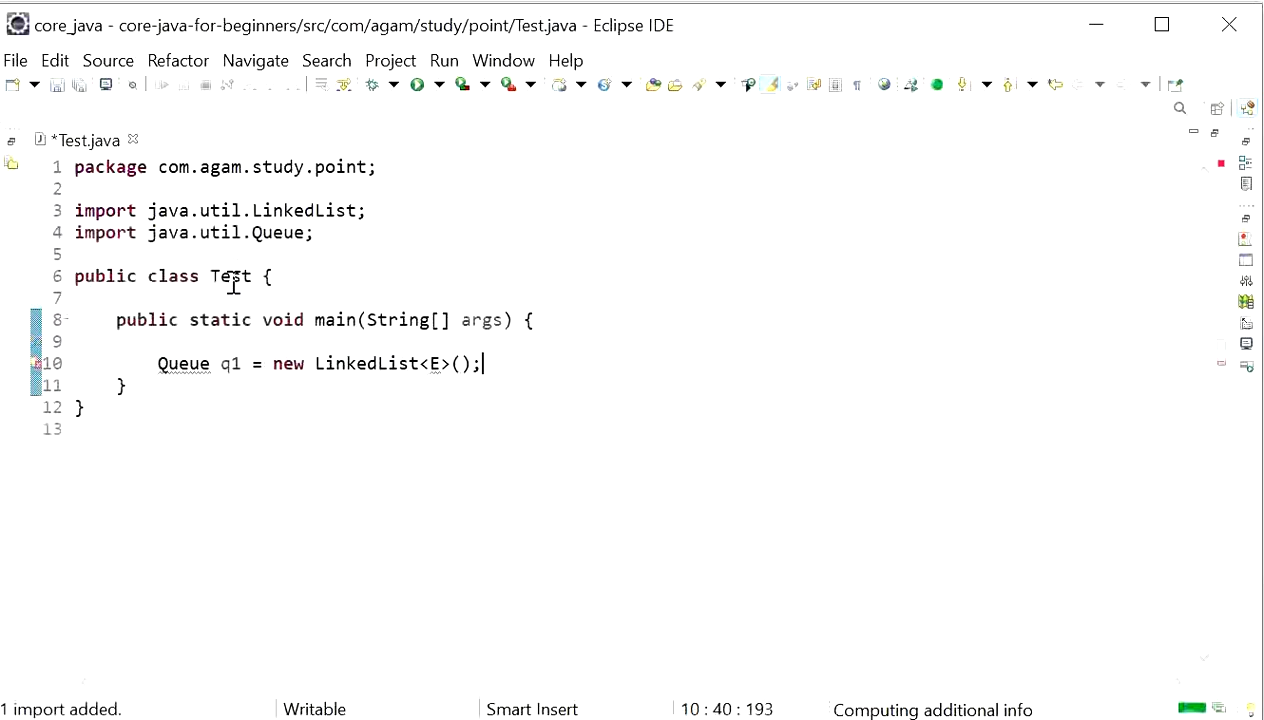 core_java - core-java-for-beginners/src/com/agam/study/point/Test.java - Eclipse IDE
File Edit Source Refactor Navigate Search Project Run Window Help
*Test.java
1 package com.agam.study.point;
2
3 import java.util.LinkedList;
4 import java.util.Queue;
5
6 public class Test {
7
8 public static void main(String[] args) {
9
10 Queue q1 = new LinkedList<E>();
11 }
12 }
13
1 import added. Writable Smart Insert 10 : 40 : 193 Computing additional info